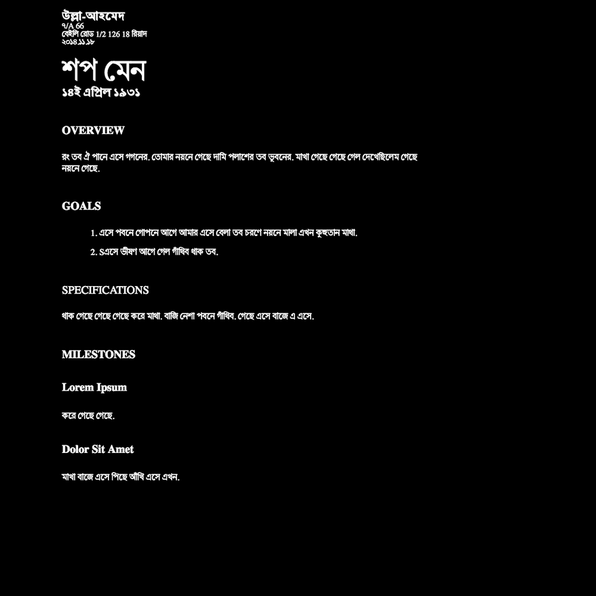 উল্লা-আহমেদ
৭/A 66
বেইলি রোড 1/2 126 18 রিয়াদ
২০১৪.১১.১৮
শপ মেন
১৪ই এপ্রিল ১৯৩১
OVERVIEW
রং তব ঐ পানে এসে গগনের. তোমার নয়নে গেছে দামি পলাশের তব ভুবনের. মাখা গেছে গেছে গেল দেখেছিলেম গেছে
নয়নে গেছে.
GOALS
1. এসে পবনে গোপনে আগে আমার এসে বেলা তব চরণে নয়নে মালা এখন কুহুতান মাখা.
2. Sএসে ভীষণ আগে গেল গাঁথিব থাক তব.
SPECIFICATIONS
থাক গেছে গেছে গেছে করে মাখা. বাজি নেশা পবনে গাঁথিব. গেছে এসে বাজে এ এসে.
MILESTONES
Lorem Ipsum
করে গেছে গেছে.
Dolor Sit Amet
মাখা বাজে এসে পিছে আঁখি এসে এখন.